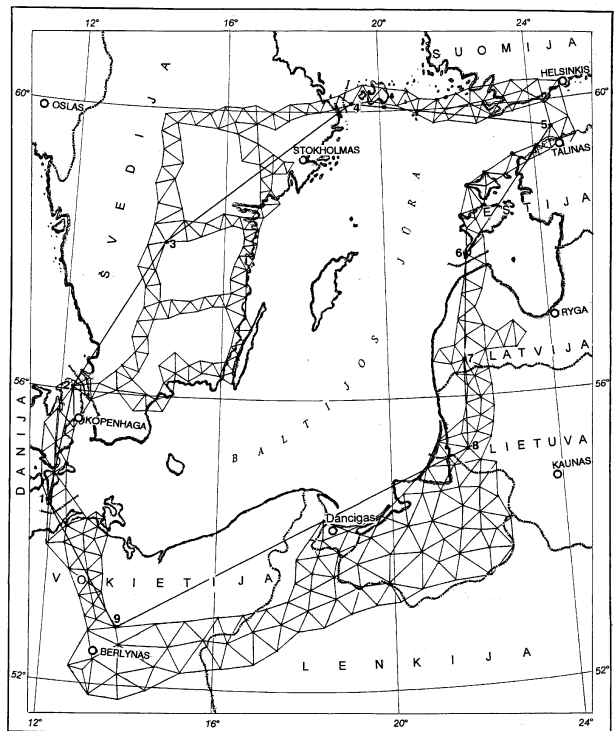 12° 16° 20° 24°
SUOMIJA
60° 60°
HELSINKIS
OSLAS
4
5
TALINAS
STOKHOLMAS
ŠVEDIJA
ESTIJA
JŪRA
3
6
RYGA
7
LATVIJA
56° 56°
2
KOPENHAGA
DANIJA
BALTIJOS
8
LIETUVA
KAUNAS
Dancigas
VOKIETIJA
9
BERLYNAS
LENKIJA
52° 52°
12° 16° 20° 24°